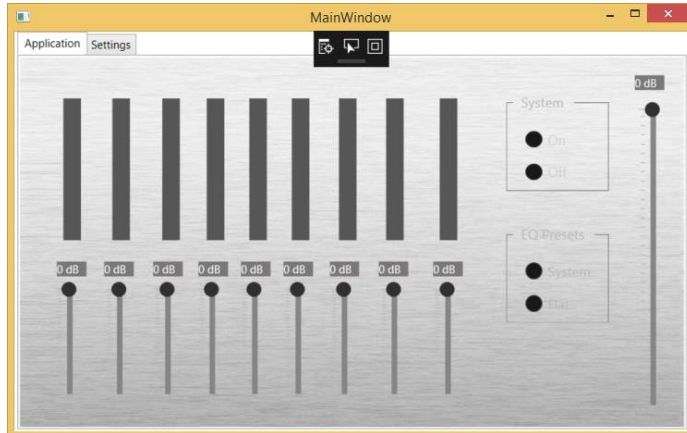 MainWindow
Application Settings
0 dB
System
On
Off
EQ Presets
0 dB 0 dB 0 dB 0 dB 0 dB 0 dB 0 dB 0 dB 0 dB
System
Flat